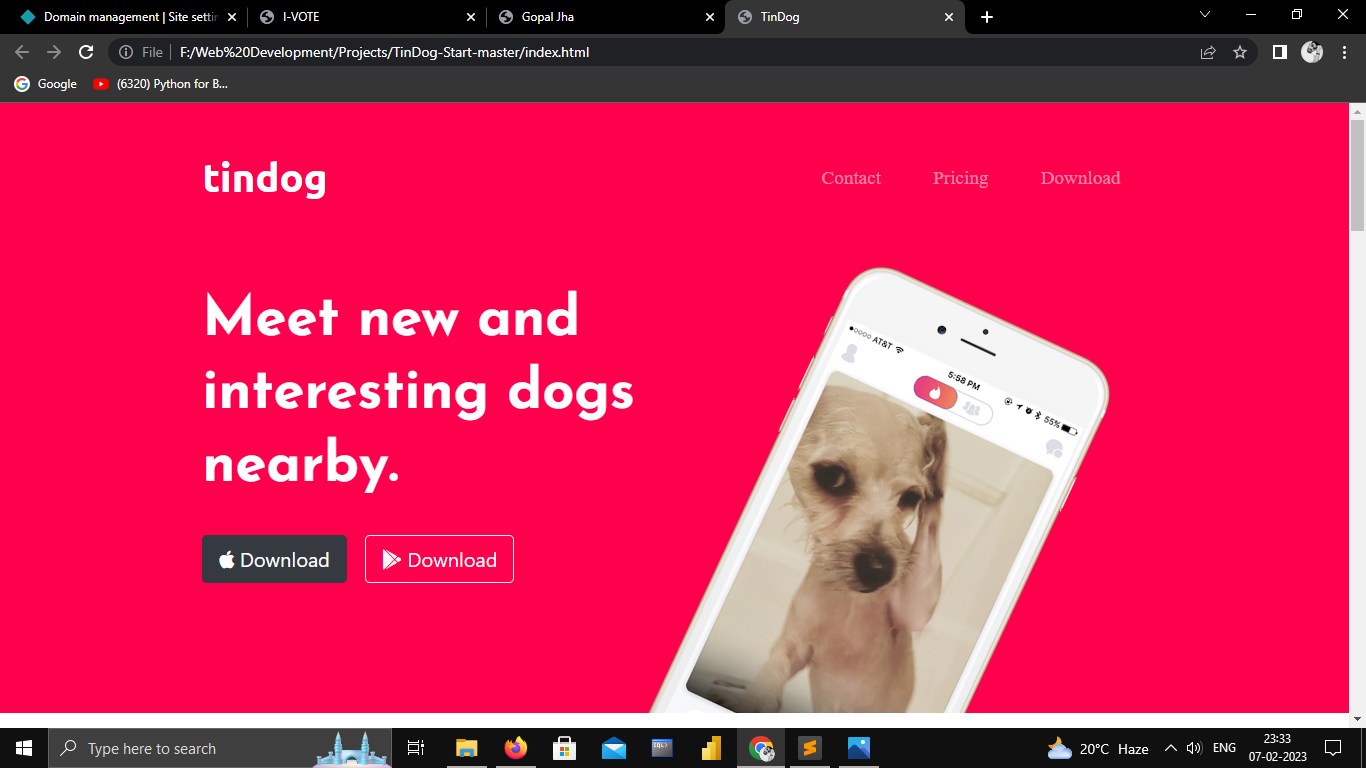 Domain management | Site settin
I-VOTE
Gopal Jha
TinDog
File
F:/Web%20Development/Projects/TinDog-Start-master/index.html
Google
(6320) Python for B...
tindog
Contact
Pricing
Download
Meet new and
interesting dogs
nearby.
Download
Download
AT&T
5:58 PM
55%
SQL
Type here to search
20°C Haze
ENG
23:33
07-02-2023